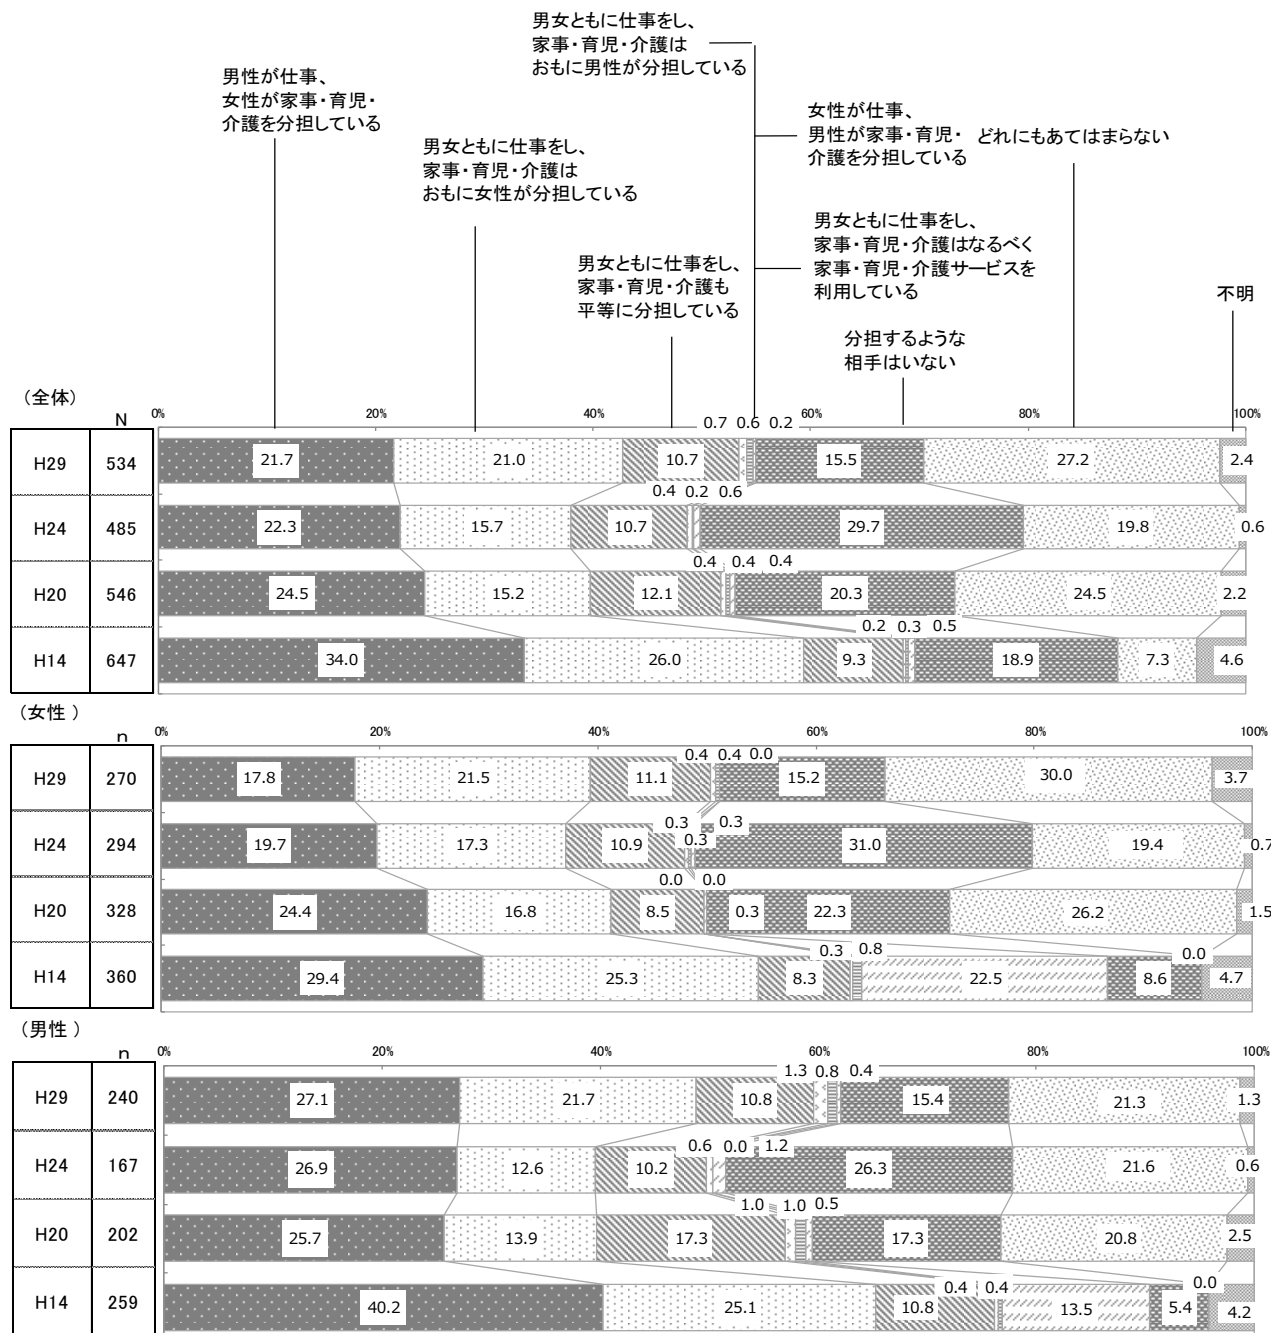 男女ともに仕事をし、
家事・育児・介護は
おもに男性が分担している
男性が仕事、
女性が家事・育児・
介護を分担している
女性が仕事、
男性が家事・育児・
介護を分担している
どれにもあてはまらない
男女ともに仕事をし、
家事・育児・介護は
おもに女性が分担している
男女ともに仕事をし、
家事・育児・介護はなるべく
家事・育児・介護サービスを
利用している
男女ともに仕事をし、
家事・育児・介護も
平等に分担している
不明
分担するような
相手はいない
（全体）
N 0% 20% 40% 60% 80% 100%
0.7 0.6 0.2
H29 534 21.7 21.0 10.7 15.5 27.2 2.4
0.4 0.2 0.6
H24 485 22.3 15.7 10.7 29.7 19.8 0.6
0.4 0.4 0.4
H20 546 24.5 15.2 12.1 20.3 24.5 2.2
0.2 0.3 0.5
H14 647 34.0 26.0 9.3 18.9 7.3 4.6
（女性）
n 0% 20% 40% 60% 80% 100%
0.4 0.4 0.0
H29 270 17.8 21.5 11.1 15.2 30.0 3.7
0.3 0.3
0.3
H24 294 19.7 17.3 10.9 31.0 19.4 0.7
0.0 0.0
H20 328 24.4 16.8 8.5 0.3 22.3 26.2 1.5
0.3 0.8 0.0
H14 360 29.4 25.3 8.3 22.5 8.6 4.7
（男性）
n 0% 20% 40% 60% 80% 100%
1.3 0.8 0.4
H29 240 27.1 21.7 10.8 15.4 21.3 1.3
0.6 0.0 1.2
H24 167 26.9 12.6 10.2 26.3 21.6 0.6
1.0 1.0 0.5
H20 202 25.7 13.9 17.3 17.3 20.8 2.5
0.4 0.4 0.0
H14 259 40.2 25.1 10.8 13.5 5.4 4.2